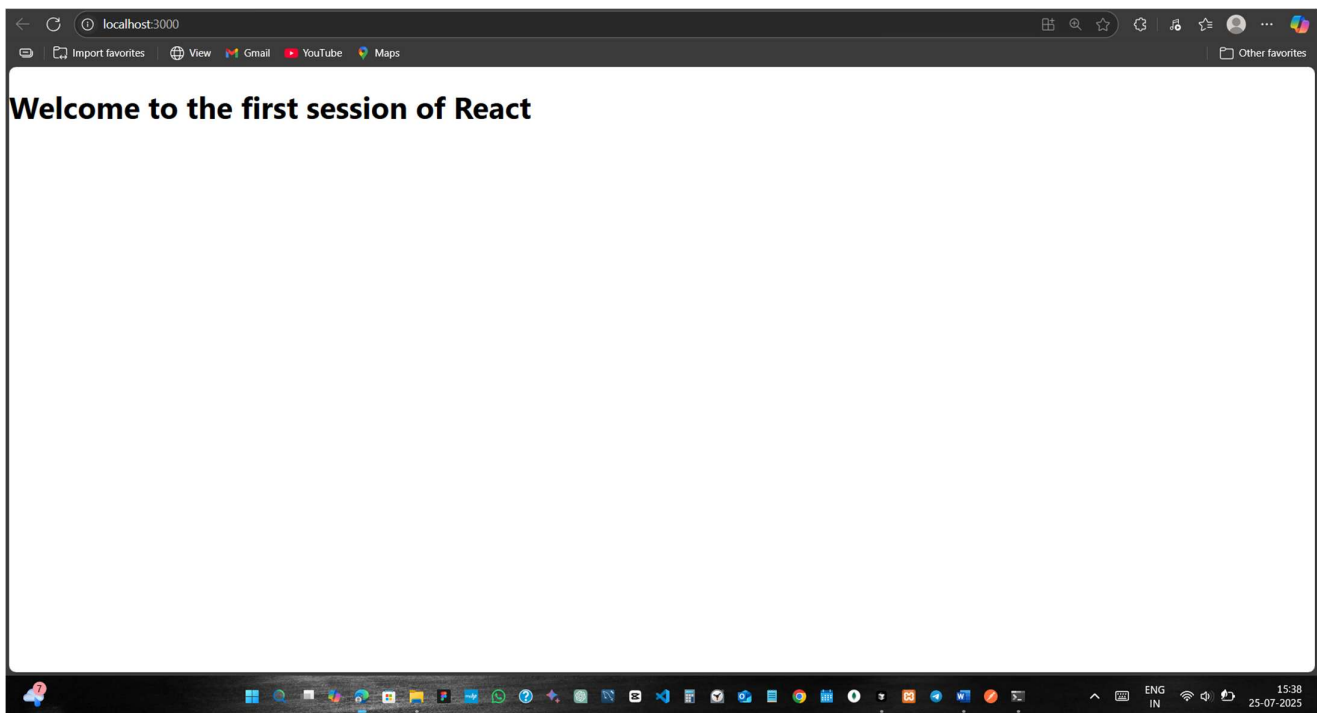 localhost:3000
Import favorites View Gmail YouTube Maps Other favorites
Welcome to the first session of React
7
ENG 15:38
IN 25-07-2025